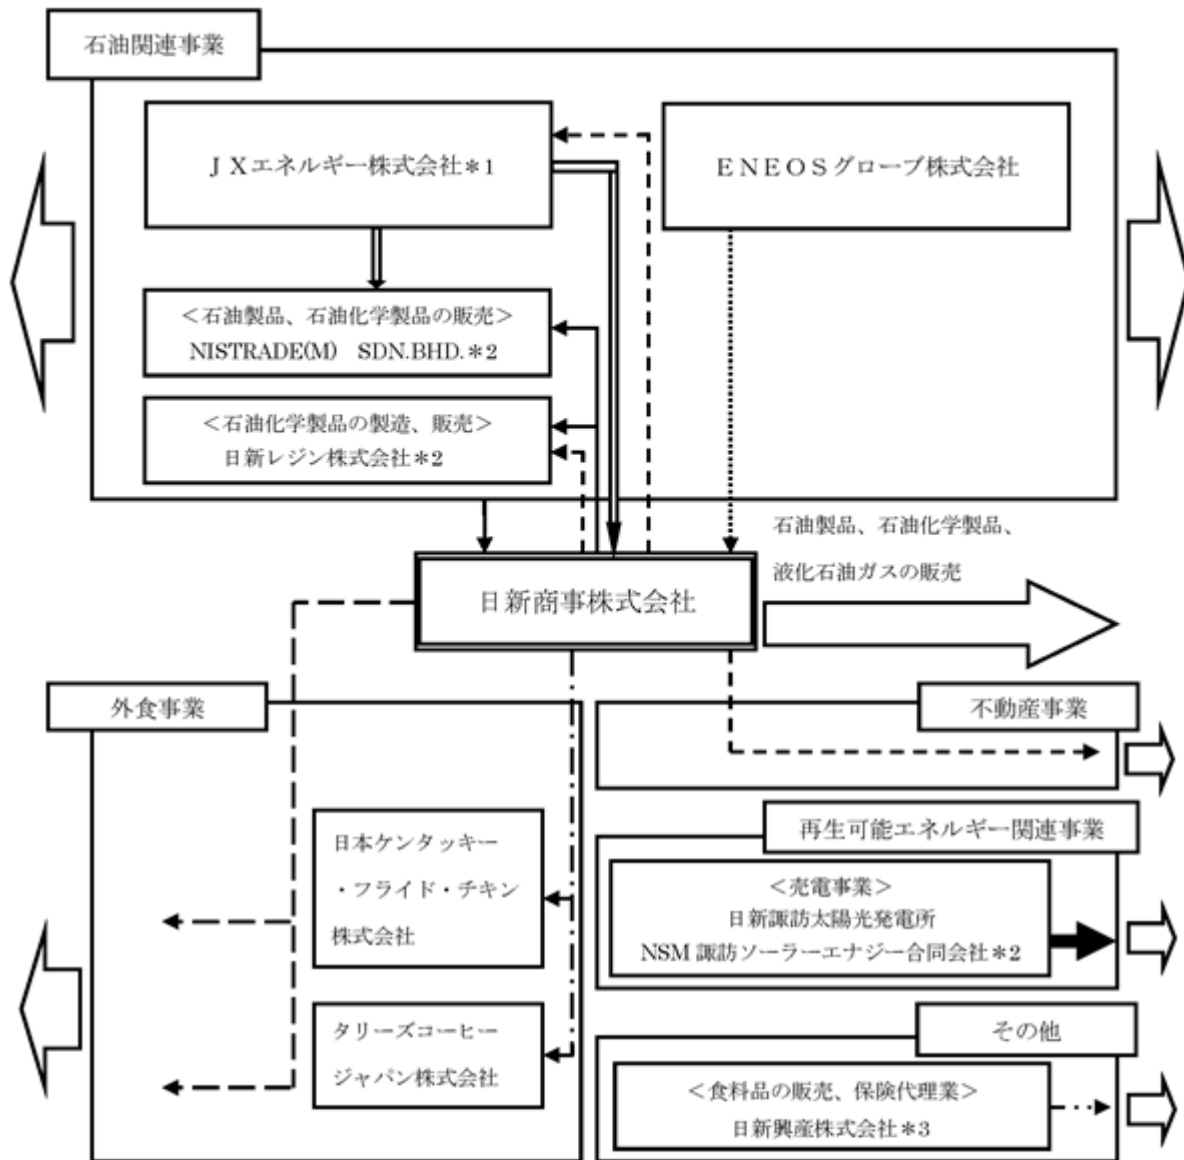 石油関連事業
ＪＸエネルギー株式会社＊1
ＥＮＥＯＳグローブ株式会社
＜石油製品、石油化学製品の販売＞
NISTRADE(M)　SDN.BHD.＊2
＜石油化学製品の製造、販売＞
日新レジン株式会社＊2
石油製品、石油化学製品、
液化石油ガスの販売
日新商事株式会社
外食事業
日本ケンタッキー
・フライド・チキン
株式会社
タリーズコーヒー
ジャパン株式会社
不動産事業
再生可能エネルギー関連事業
＜売電事業＞
日新諏訪太陽光発電所
NSM 諏訪ソーラーエナジー合同会社＊2
その他
＜食料品の販売、保険代理業＞
日新興産株式会社＊3